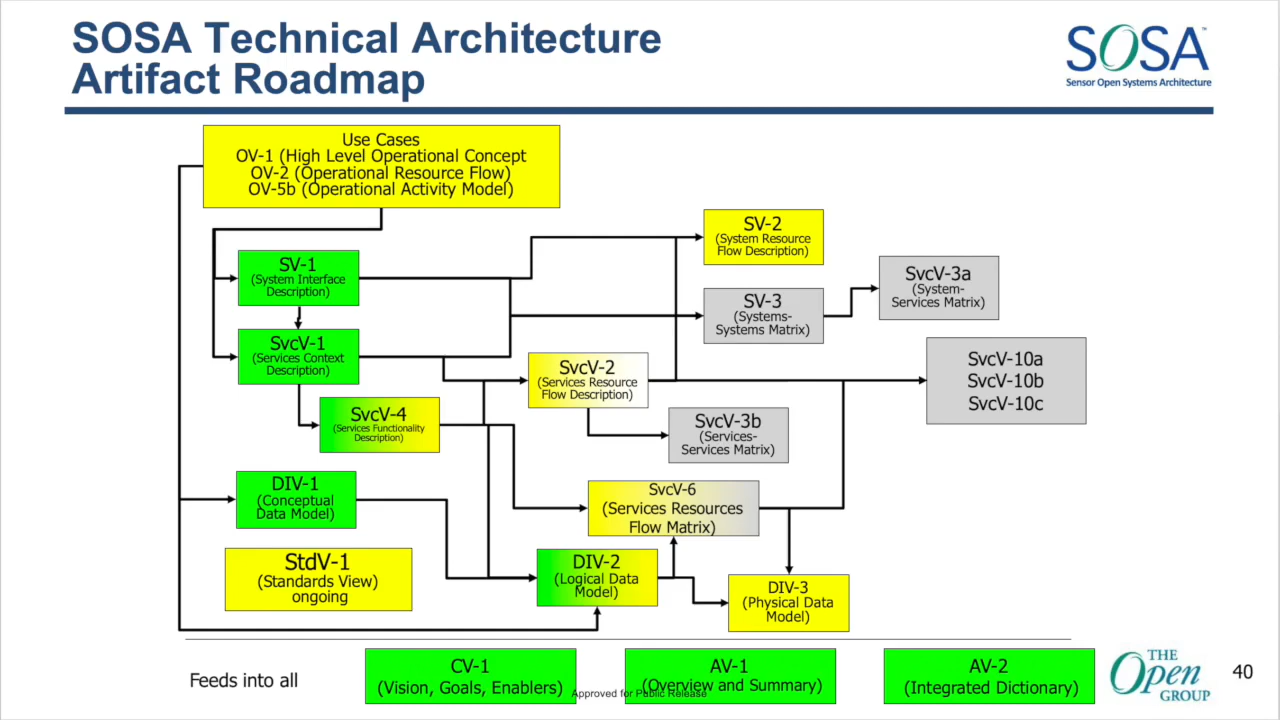 SOSA Technical Architecture
Artifact Roadmap
SOSA™
Sensor Open Systems Architecture
Use Cases
OV-1 (High Level Operational Concept
OV-2 (Operational Resource Flow)
OV-5b (Operational Activity Model)
SV-2
(System Resource
Flow Description)
SV-1
(System Interface
Description)
SvcV-3a
(System-
Services Matrix)
SV-3
(Systems-
Systems Matrix)
SvcV-1
(Services Context
Description)
SvcV-2
(Services Resource
Flow Description)
SvcV-10a
SvcV-10b
SvcV-10c
SvcV-4
(Services Functionality
Description)
SvcV-3b
(Services-
Services Matrix)
DIV-1
(Conceptual
Data Model)
SvcV-6
(Services Resources
Flow Matrix)
StdV-1
(Standards View)
ongoing
DIV-2
(Logical Data
Model)
DIV-3
(Physical Data
Model)
Feeds into all
CV-1
(Vision, Goals, Enablers)
AV-1
(Overview and Summary)
AV-2
(Integrated Dictionary)
Approved for Public Release
THE
Open
GROUP
40